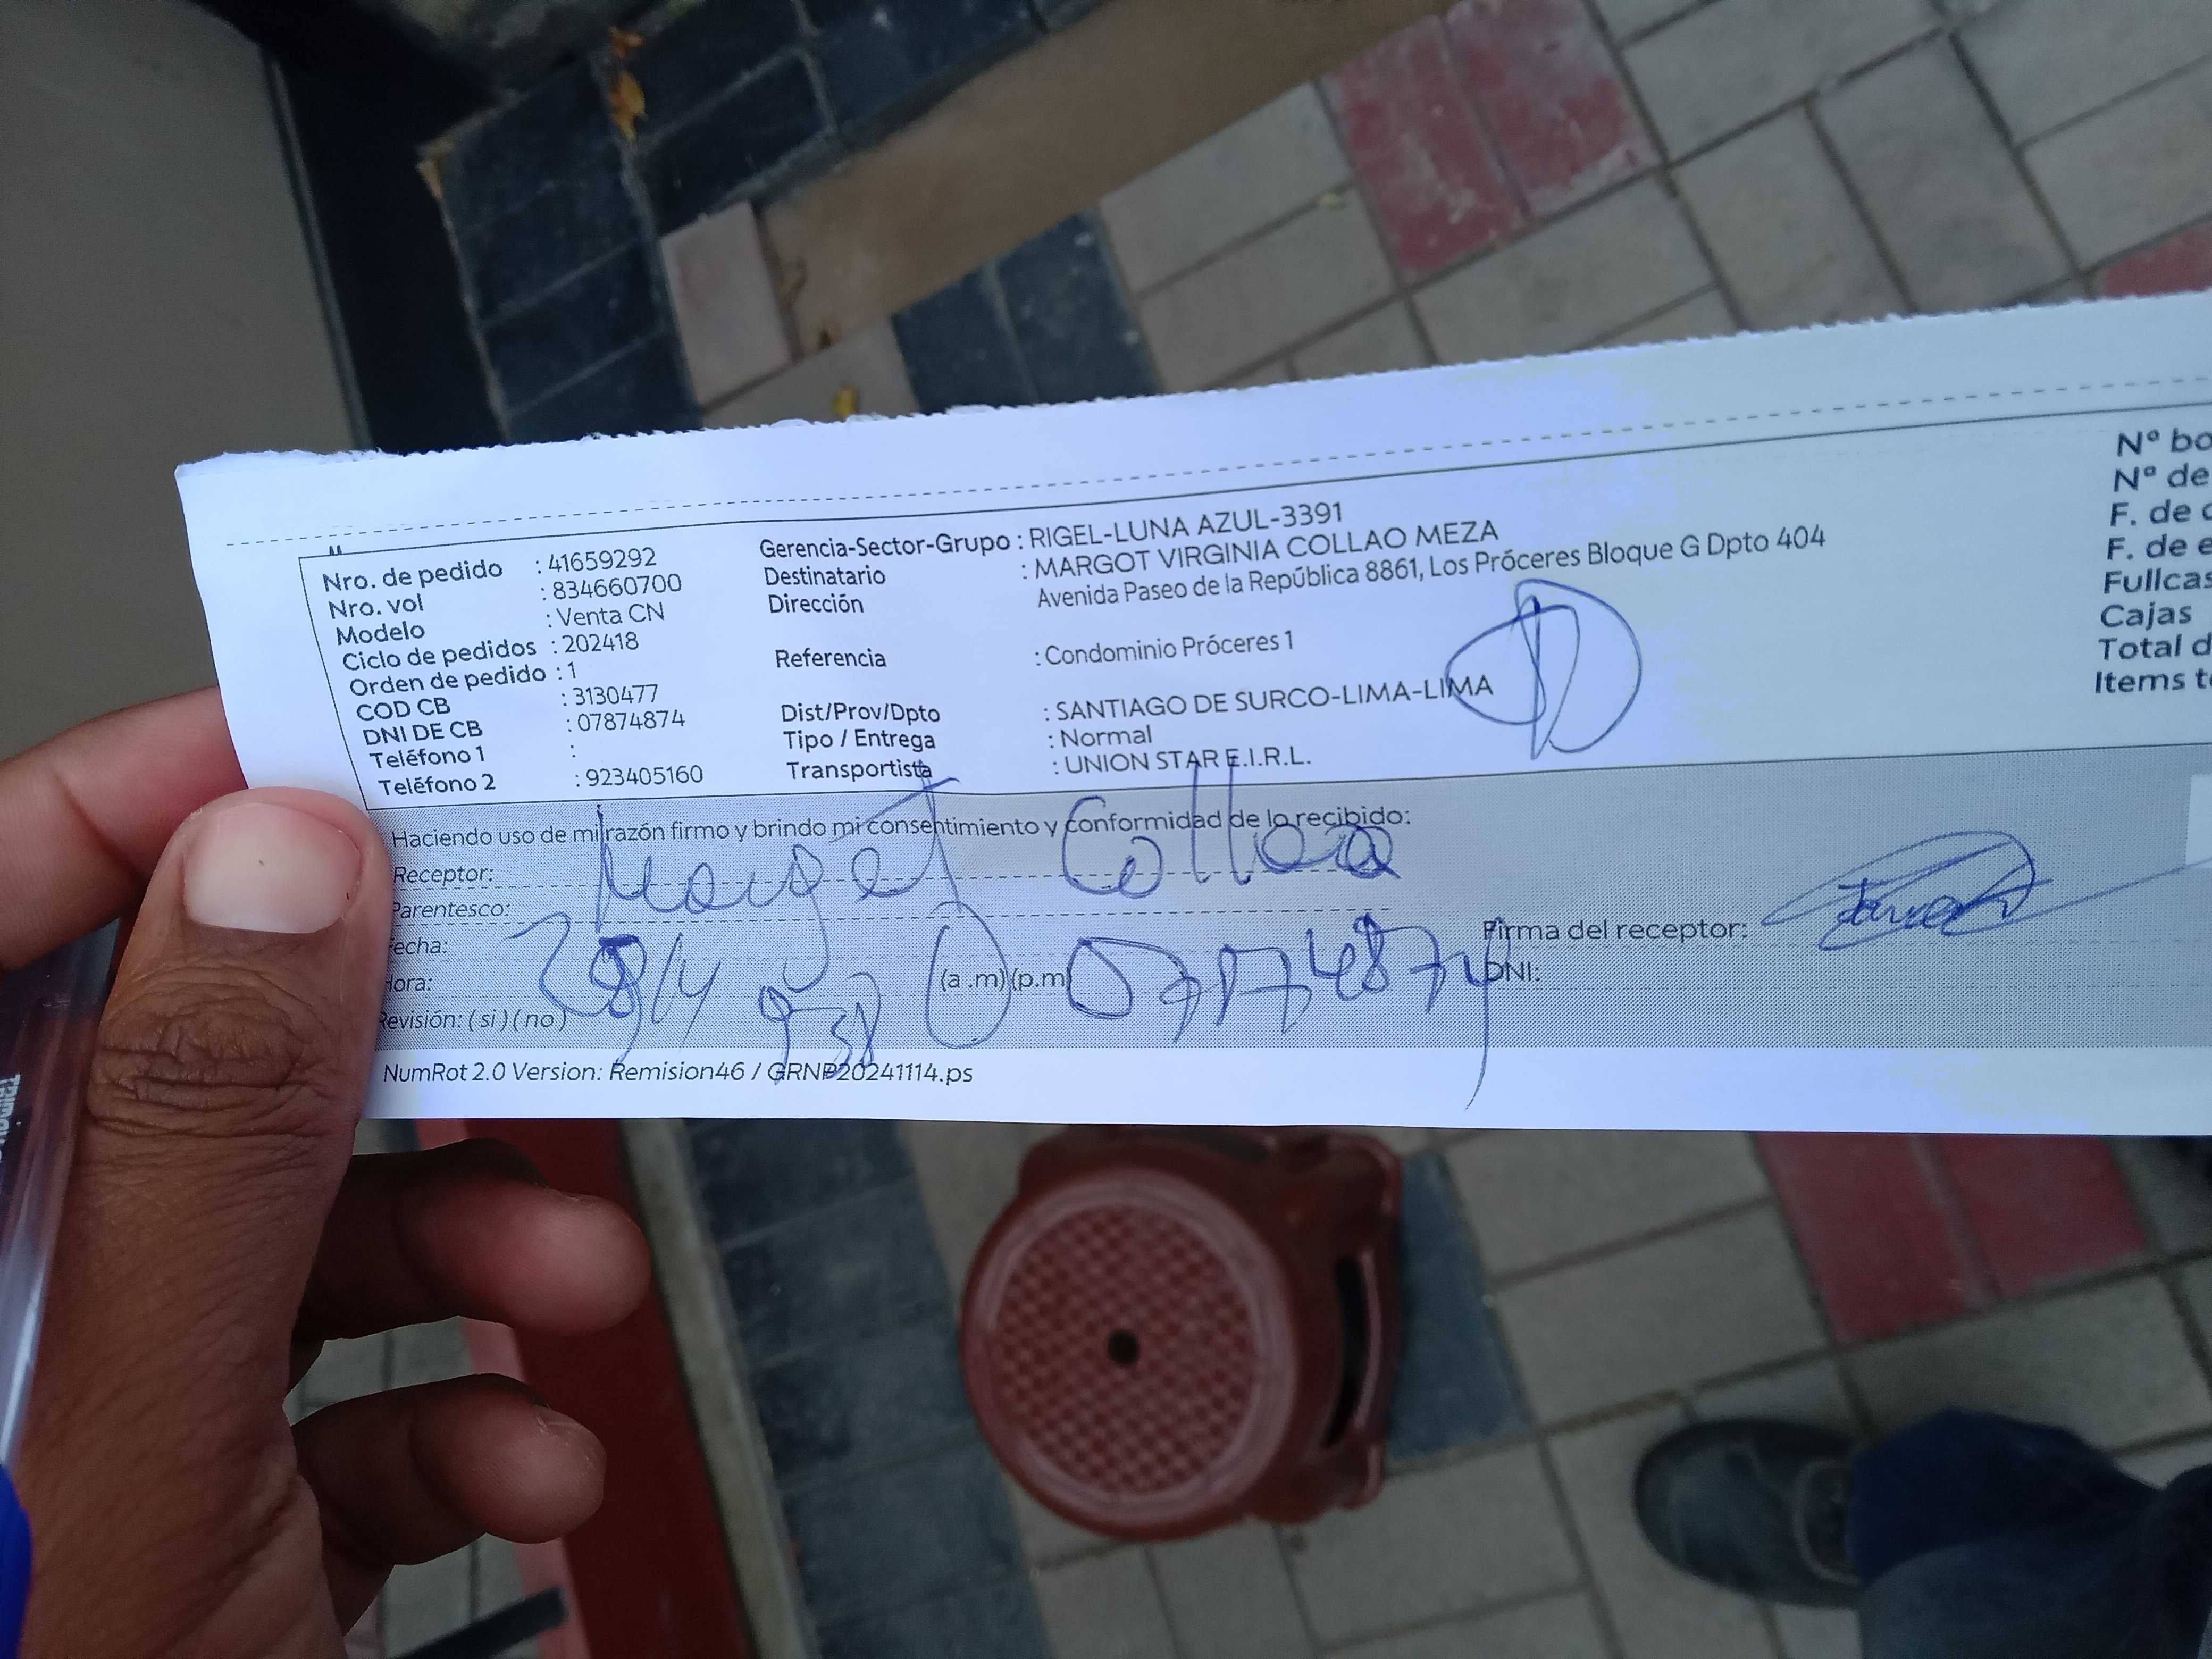 Nro. de pedido : 41659292
Nro. vol : 834660700
Modelo : Venta CN
Ciclo de pedidos : 202418
Orden de pedido : 1
COD CB : 3130477
DNI DE CB : 07874874
Teléfono 1 :
Teléfono 2 : 923405160
Gerencia-Sector-Grupo : RIGEL-LUNA AZUL-3391
Destinatario : MARGOT VIRGINIA COLLAO MEZA
Dirección Avenida Paseo de la República 8861, Los Próceres Bloque G Dpto 404
Referencia : Condominio Próceres 1
Dist/Prov/Dpto : SANTIAGO DE SURCO-LIMA-LIMA
Tipo / Entrega : Normal
Transportista : UNION STAR E.I.R.L.
Nº bo
Nº de
F. de
F. de e
Fullcas
Cajas
Total d
Items t
Haciendo uso de mi razón firmo y brindo mi consentimiento y conformidad de lo recibido:
Receptor: Margot Collao
Parentesco:
Fecha:
Hora: (a .m) (p.m) 07874874
Revisión: ( si ) ( no )
Firma del receptor:
DNI:
NumRot 2.0 Version: Remision46 / GRNP20241114.ps